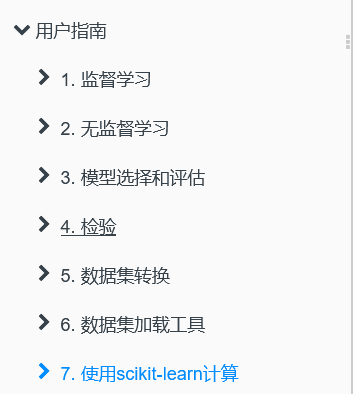 用户指南
1. 监督学习
2. 无监督学习
3. 模型选择和评估
4. 检验
5. 数据集转换
6. 数据集加载工具
7. 使用scikit-learn计算